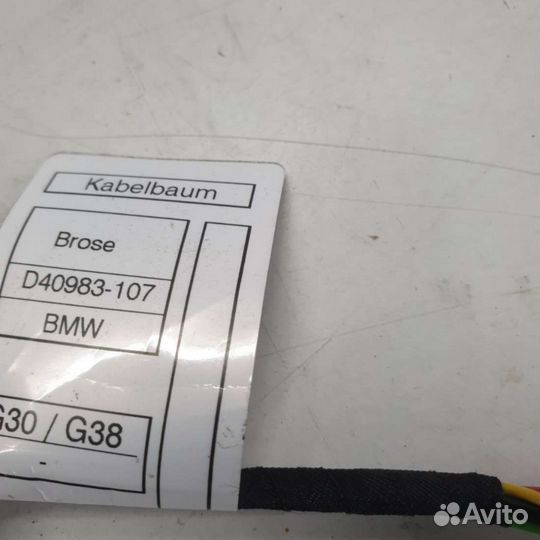 Kabelbaum
Brose
D40983-107
BMW
G30 / G38
Avito